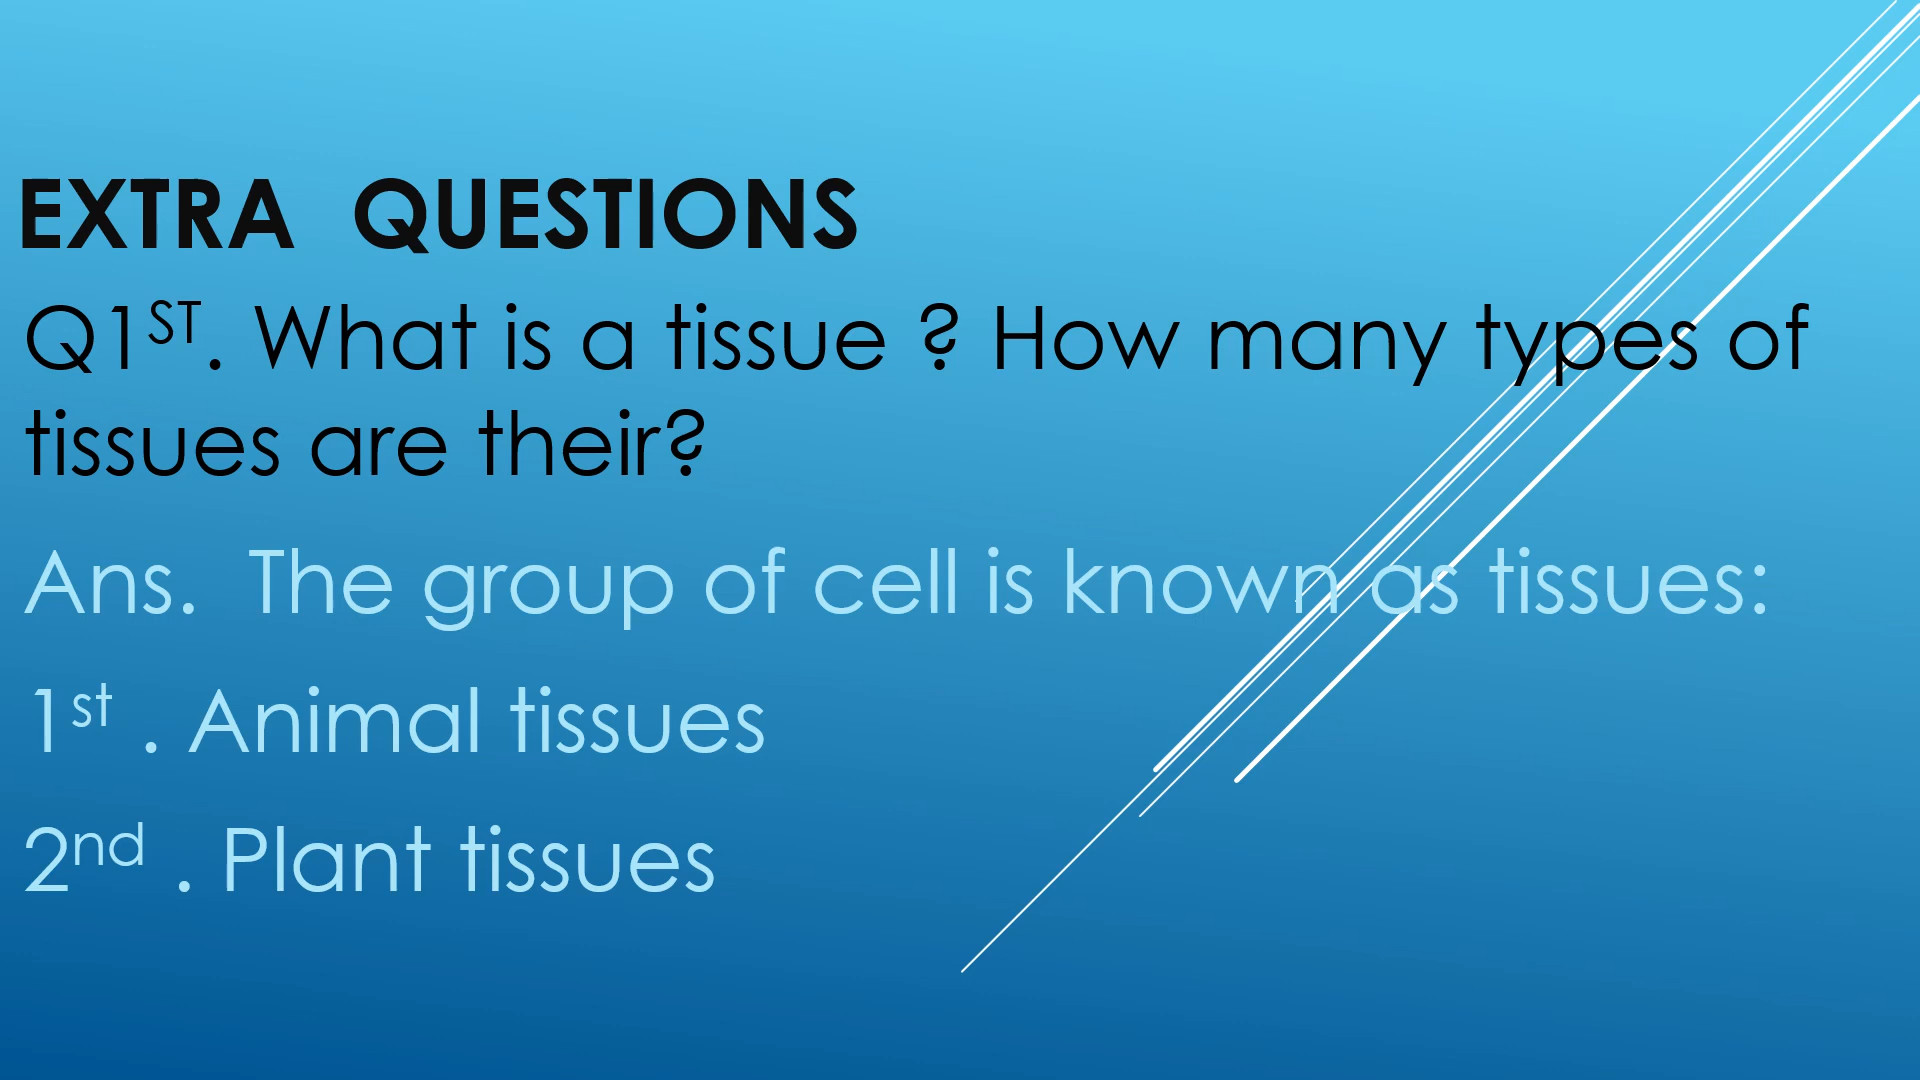 EXTRA QUESTIONS
Q1ST. What is a tissue ? How many types of
tissues are their?
Ans. The group of cell is known as tissues:
1st . Animal tissues
2nd . Plant tissues